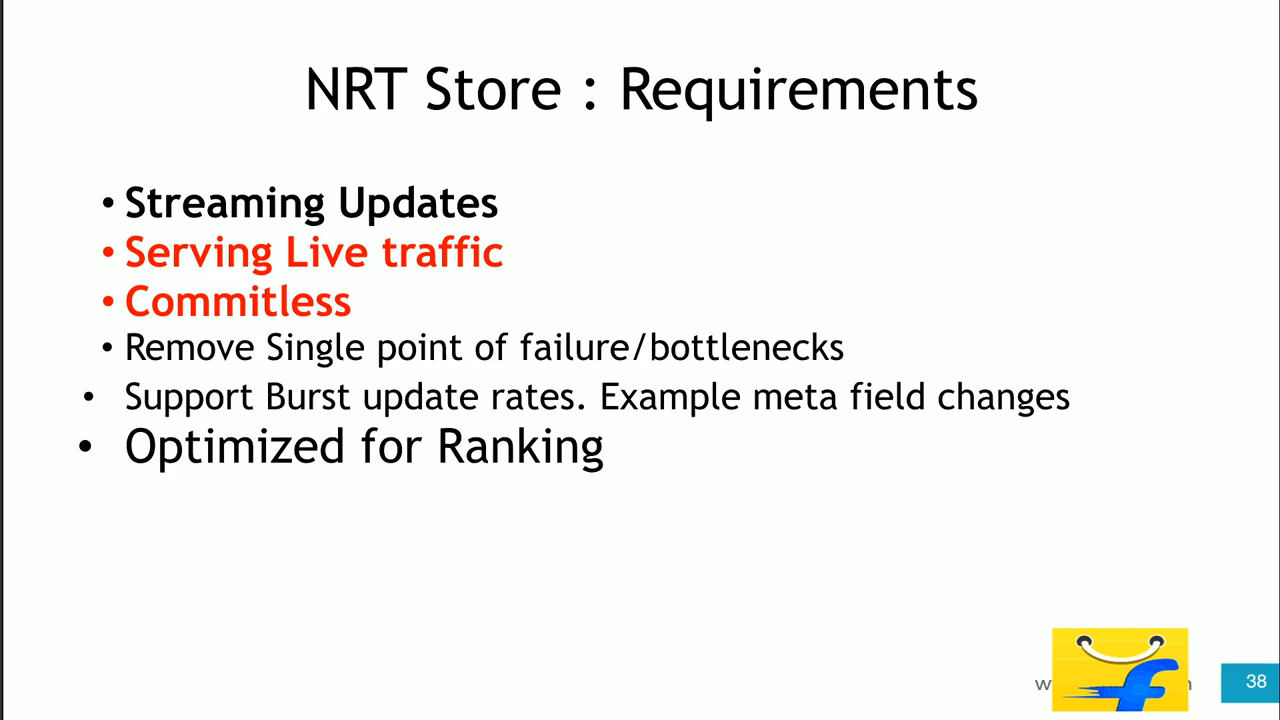 NRT Store : Requirements
• Streaming Updates
• Serving Live traffic
• Commitless
• Remove Single point of failure/bottlenecks
• Support Burst update rates. Example meta field changes
• Optimized for Ranking
38